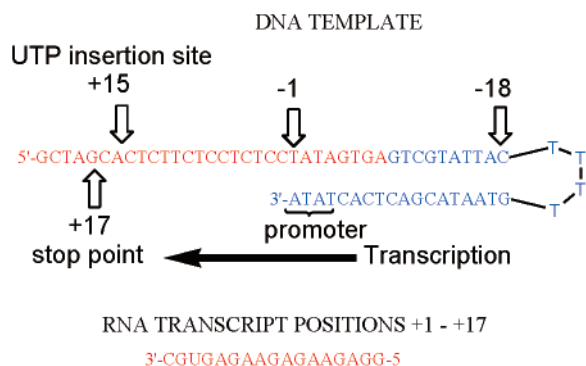 DNA TEMPLATE
UTP insertion site
+15
-1
-18
5'-GCTAGCACTCTTCTCCTCTCCTATAGTGAGTCGTATTAC
T
T
T
T
3'-ATATCACTCAGCATAATG
+17
stop point
promoter
Transcription
RNA TRANSCRIPT POSITIONS +1 - +17
3'-CGUGAGAAGAGAAGAGG-5